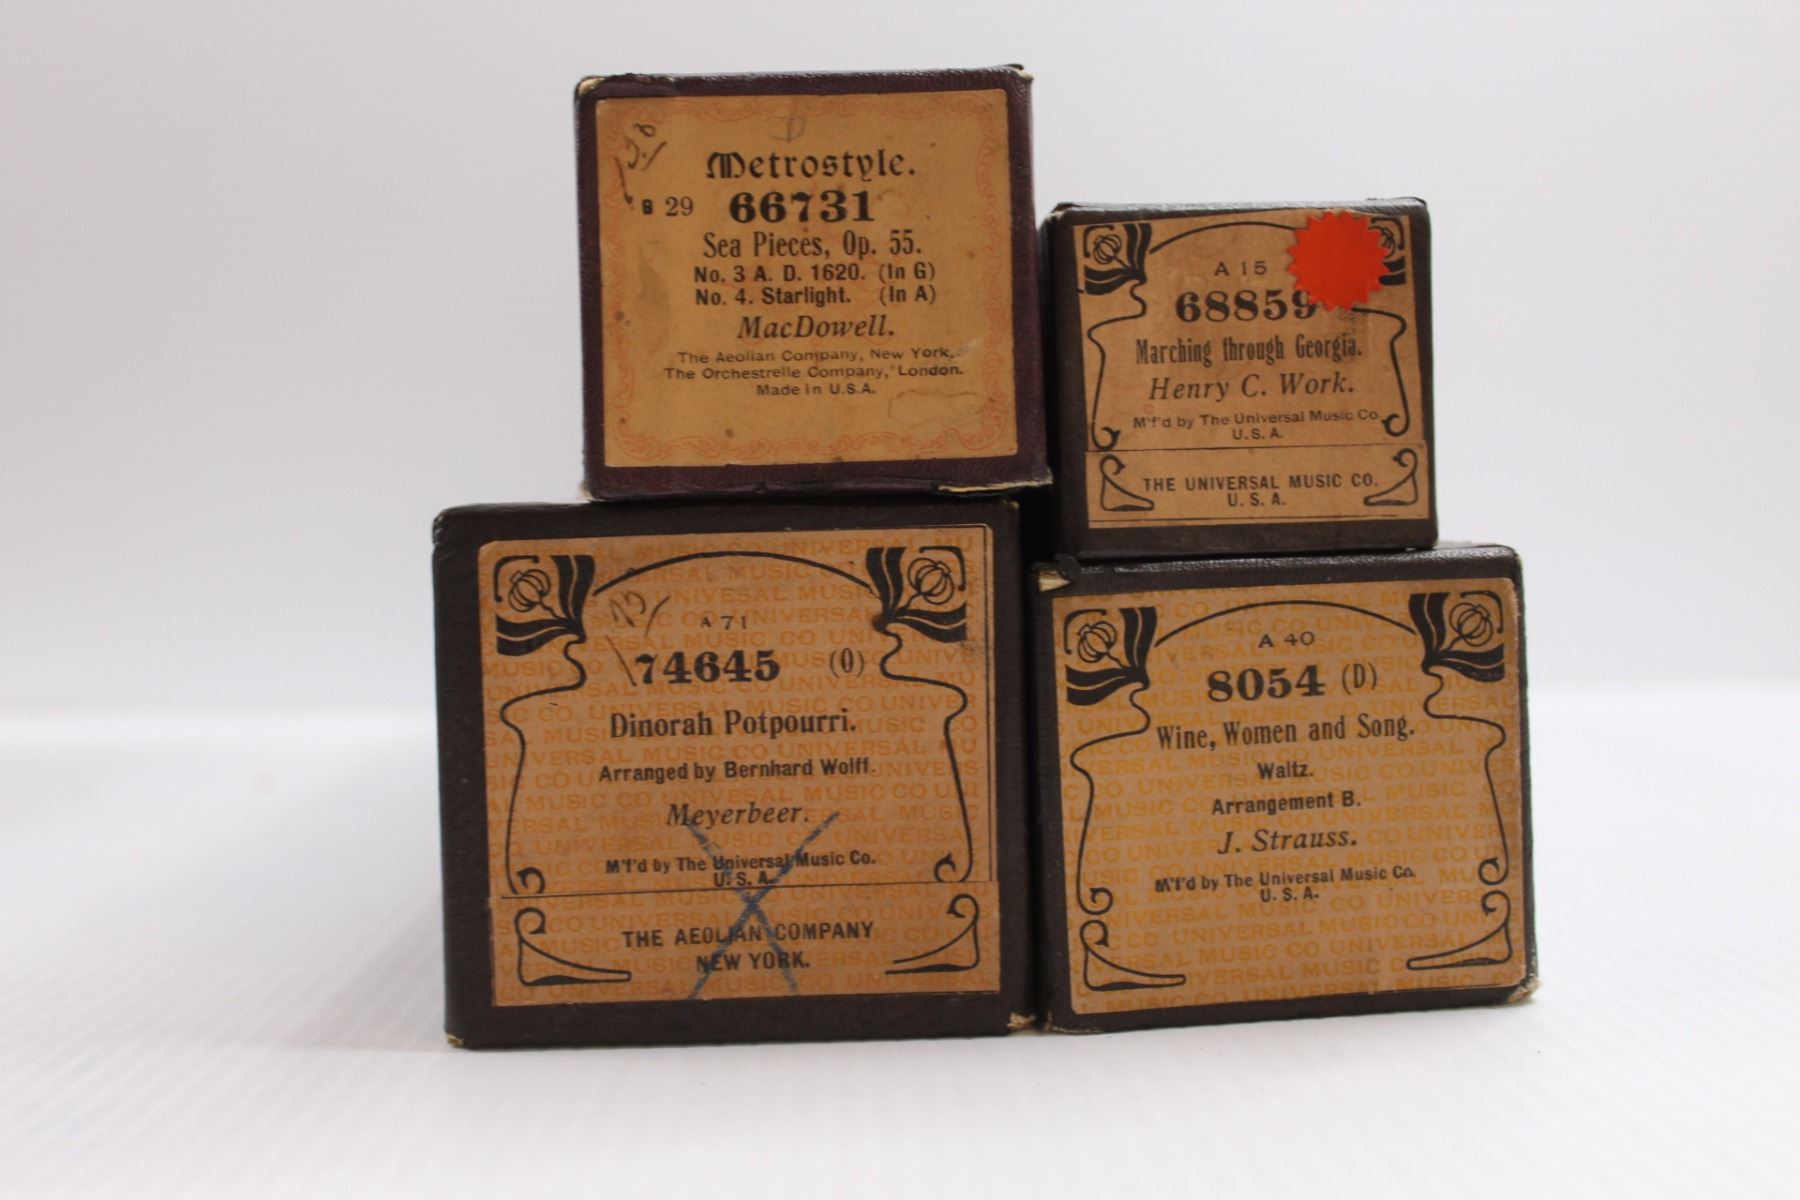 Metrostyle.
B 29 66731
Sea Pieces, Op. 55.
No. 3 A. D. 1620. (In G)
No. 4. Starlight. (In A)
MacDowell.
The Aeolian Company, New York.
The Orchestrelle Company, London.
Made in U.S.A.
A 15
68859
Marching through Georgia.
Henry C. Work.
M'f'd by The Universal Music Co.
U. S. A.
THE UNIVERSAL MUSIC CO.
U. S. A.
A 71
74645 (0)
Dinorah Potpourri.
Arranged by Bernhard Wolff.
Meyerbeer.
M'f'd by The Universal Music Co.
U. S. A.
THE AEOLIAN COMPANY
NEW YORK.
A 40
8054 (D)
Wine, Women and Song.
Waltz.
Arrangement B.
J. Strauss.
M'f'd by The Universal Music Co.
U. S. A.